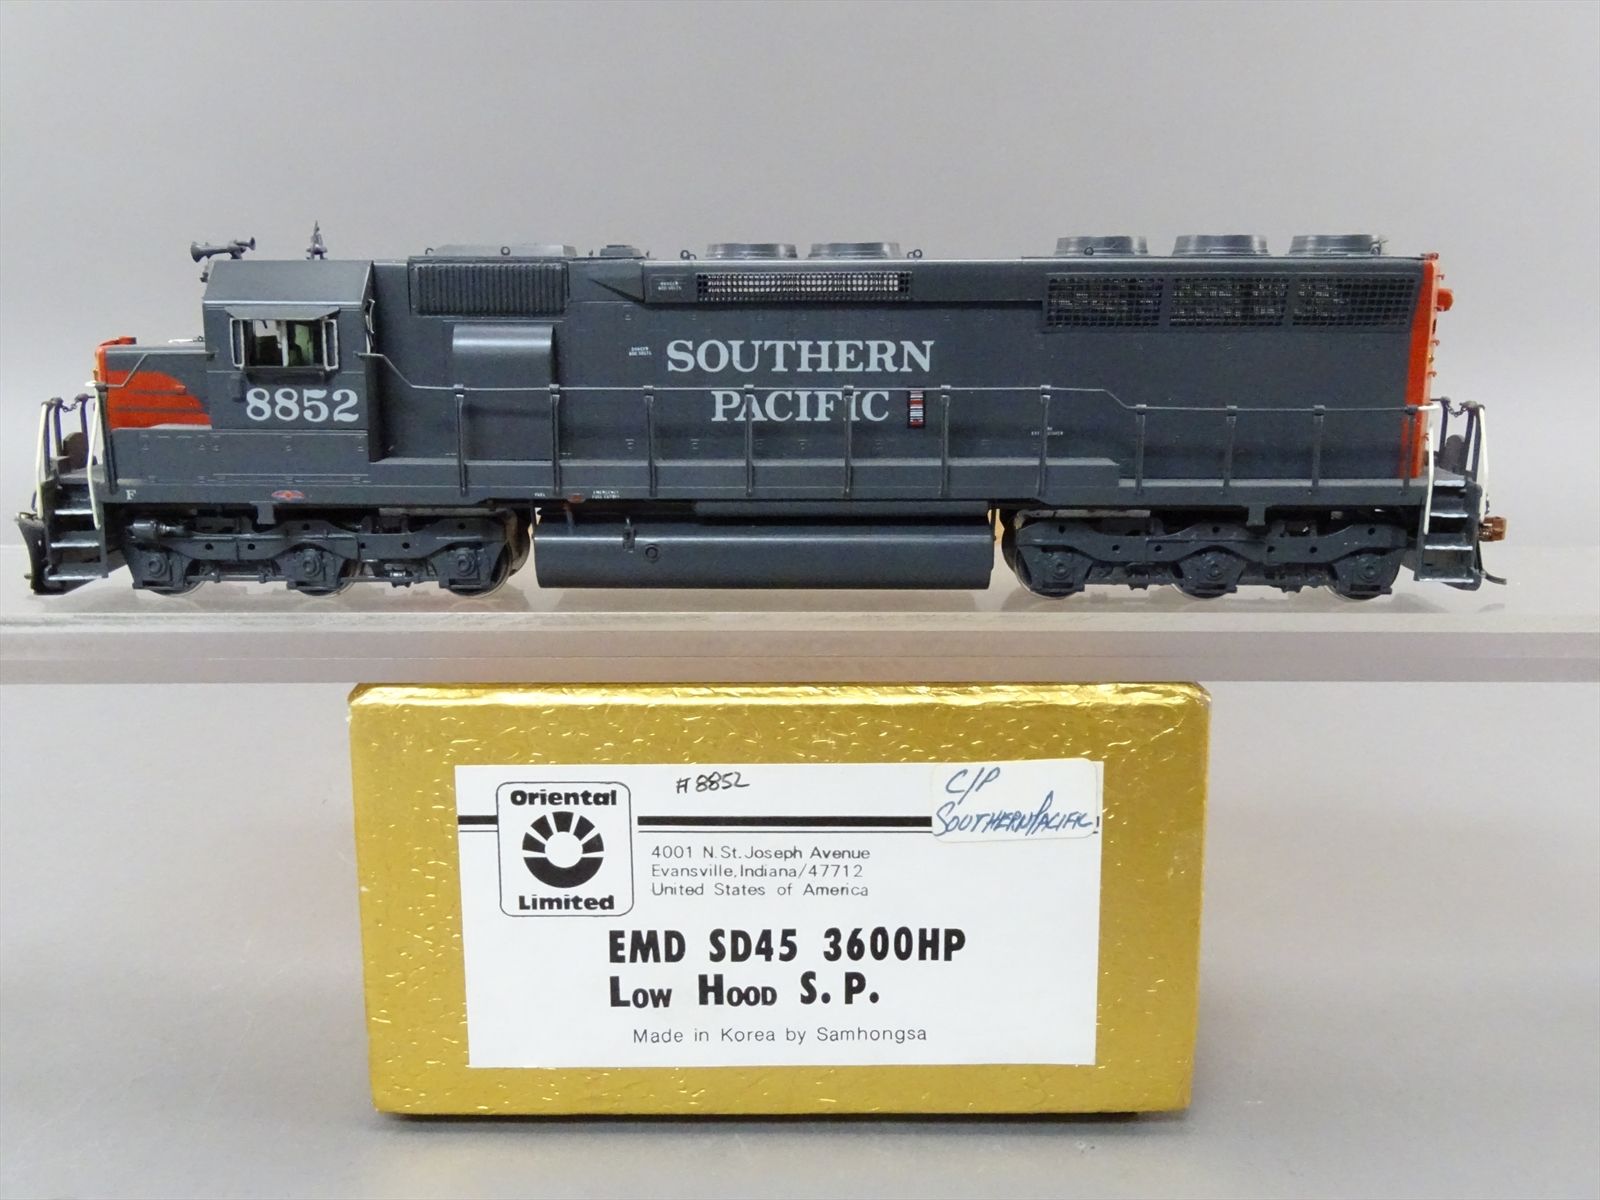 SOUTHERN
PACIFIC
8852
F
#8852
C/P
SOUTHERN PACIFIC
Oriental
Limited
4001 N.St.Joseph Avenue
Evansville,Indiana/47712
United States of America
EMD SD45 3600HP
Low Hood S.P.
Made in Korea by Samhongsa